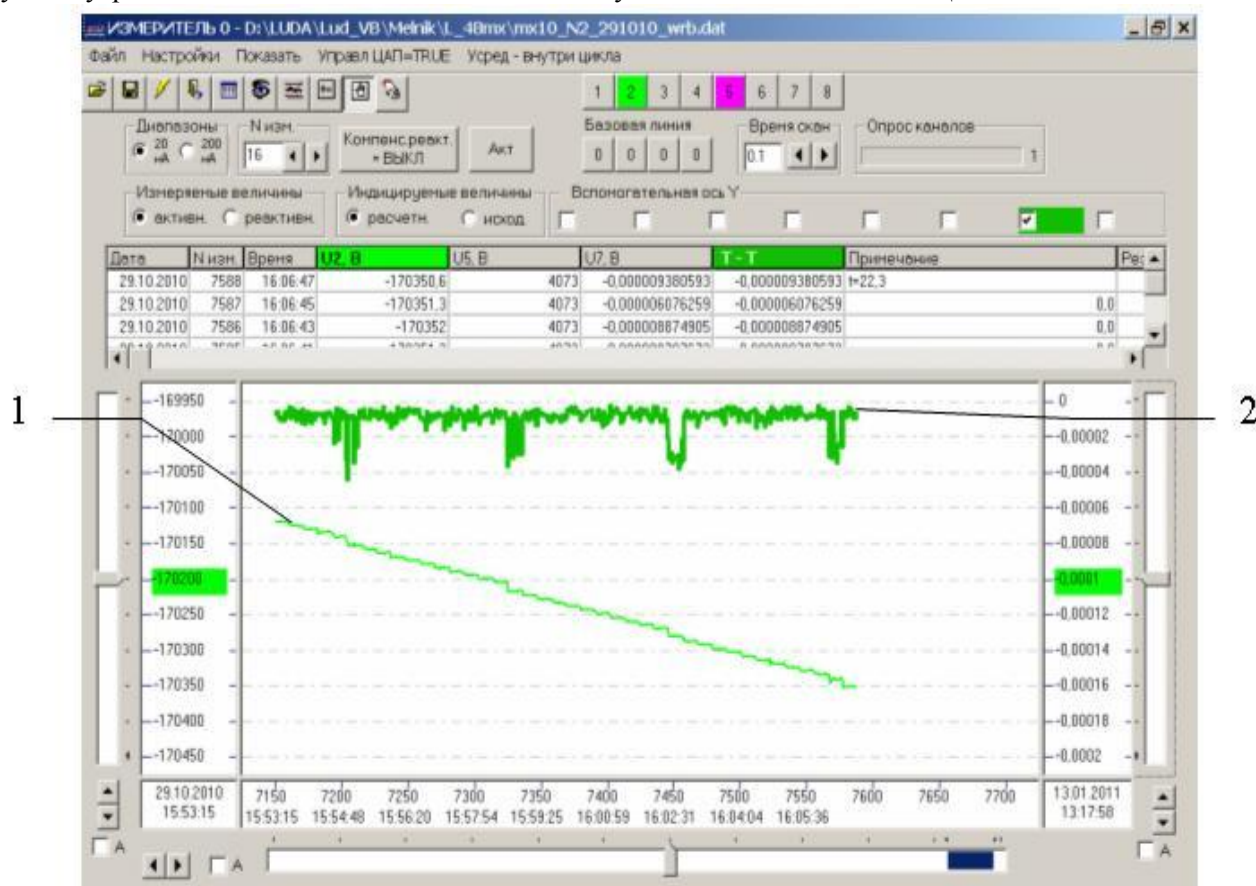 ИЗМЕРИТЕЛЬ 0 - D:\LUDA\Lud_VB\Melnik\L_48mx\mx10_N2_291010_wrb.dat
Файл Настройки Показать Управл ЦАП=TRUE Усред - внутри цикла
1 2 3 4 5 6 7 8
Диапазоны N изм. Базовая линия Время скан Опрос каналов
20 нА 200 нА 16 Компенс.реакт. = ВЫКЛ Акт 0 0 0 0 0.1 1
Измеряемые величины Индицируемые величины Вспомогательная ось Y
активн. реактивн. расчетн. исход.
Дата N изм. Время U2, В U5, В U7, В T - T Примечание
29.10.2010 7588 16:06:47 -170350,6 4073 -0,000009380593 -0,000009380593 t=22,3
29.10.2010 7587 16:06:45 -170351,3 4073 -0,000006076259 -0,000006076259 0.0
29.10.2010 7586 16:06:43 -170352 4073 -0,000008874905 -0,000008874905 0.0
1
2
-169950 0
-170000 -0,00002
-170050 -0,00004
-170100 -0,00006
-170150 -0,00008
-170200 -0,0001
-170250 -0,00012
-170300 -0,00014
-170350 -0,00016
-170400 -0,00018
-170450 -0,0002
29.10.2010 7150 7200 7250 7300 7350 7400 7450 7500 7550 7600 7650 7700 13.01.2011
15:53:15 15:53:15 15:54:48 15:56:20 15:57:54 15:59:25 16:00:59 16:02:31 16:04:04 16:05:36 13:17:58
A A A